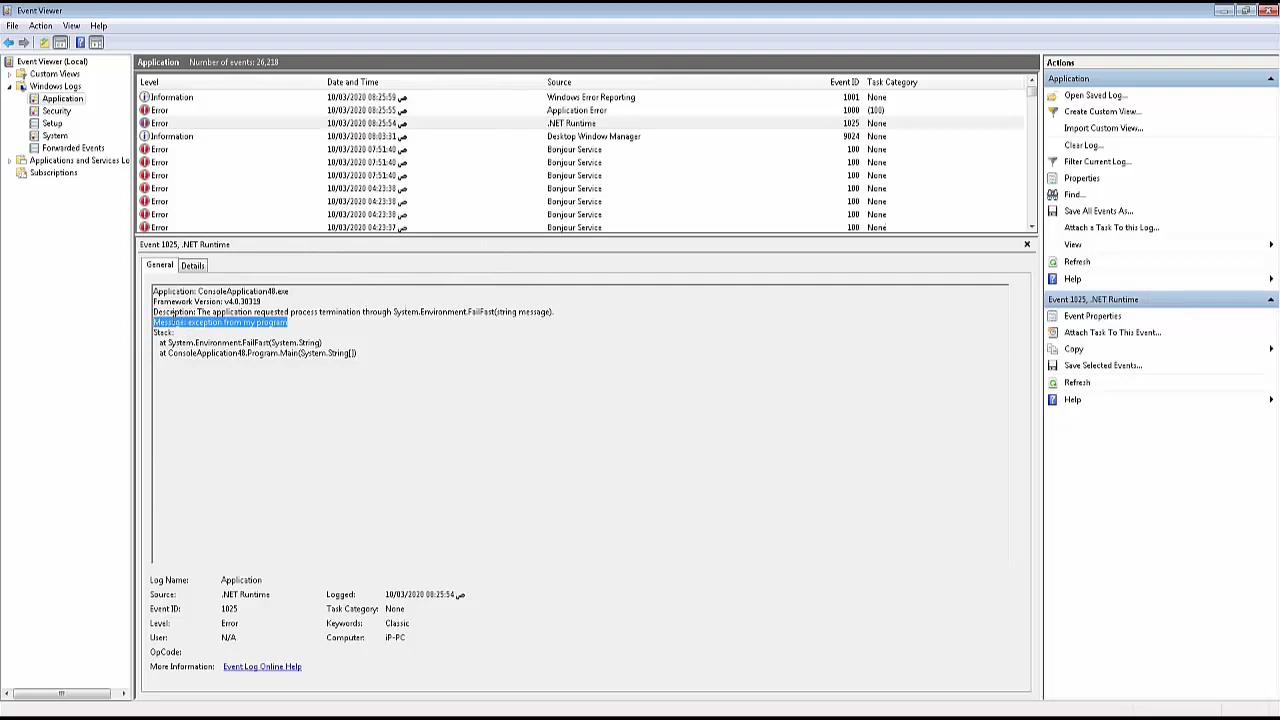 Event Viewer
File Action View Help
Event Viewer (Local)
Custom Views
Windows Logs
Application
Security
Setup
System
Forwarded Events
Applications and Services Lo
Subscriptions
Application Number of events: 26,218
Level Date and Time Source Event ID Task Category
Information 10/03/2020 08:25:59 ص Windows Error Reporting 1001 None
Error 10/03/2020 08:25:55 ص Application Error 1000 (100)
Error 10/03/2020 08:25:54 ص .NET Runtime 1025 None
Information 10/03/2020 08:03:31 ص Desktop Window Manager 9024 None
Error 10/03/2020 07:51:40 ص Bonjour Service 100 None
Error 10/03/2020 07:51:40 ص Bonjour Service 100 None
Error 10/03/2020 07:51:40 ص Bonjour Service 100 None
Error 10/03/2020 04:23:38 ص Bonjour Service 100 None
Error 10/03/2020 04:23:38 ص Bonjour Service 100 None
Error 10/03/2020 04:23:38 ص Bonjour Service 100 None
Error 10/03/2020 04:23:37 ص Bonjour Service 100 None
Event 1025, .NET Runtime
General Details
Application: ConsoleApplication48.exe
Framework Version: v4.0.30319
Description: The application requested process termination through System.Environment.FailFast(string message).
Message: exception from my program
Stack:
at System.Environment.FailFast(System.String)
at ConsoleApplication48.Program.Main(System.String[])
Log Name: Application
Source: .NET Runtime Logged: 10/03/2020 08:25:54 ص
Event ID: 1025 Task Category: None
Level: Error Keywords: Classic
User: N/A Computer: iP-PC
OpCode:
More Information: Event Log Online Help
Actions
Application
Open Saved Log...
Create Custom View...
Import Custom View...
Clear Log...
Filter Current Log...
Properties
Find...
Save All Events As...
Attach a Task To this Log...
View
Refresh
Help
Event 1025, .NET Runtime
Event Properties
Attach Task To This Event...
Copy
Save Selected Events...
Refresh
Help